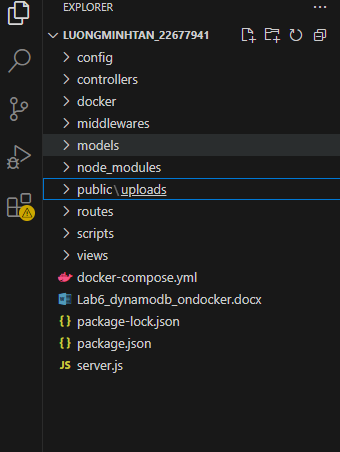 EXPLORER
LUONGMINHTAN_22677941
config
controllers
docker
middlewares
models
node_modules
public\uploads
routes
scripts
views
docker-compose.yml
Lab6_dynamodb_ondocker.docx
{} package-lock.json
{} package.json
JS server.js